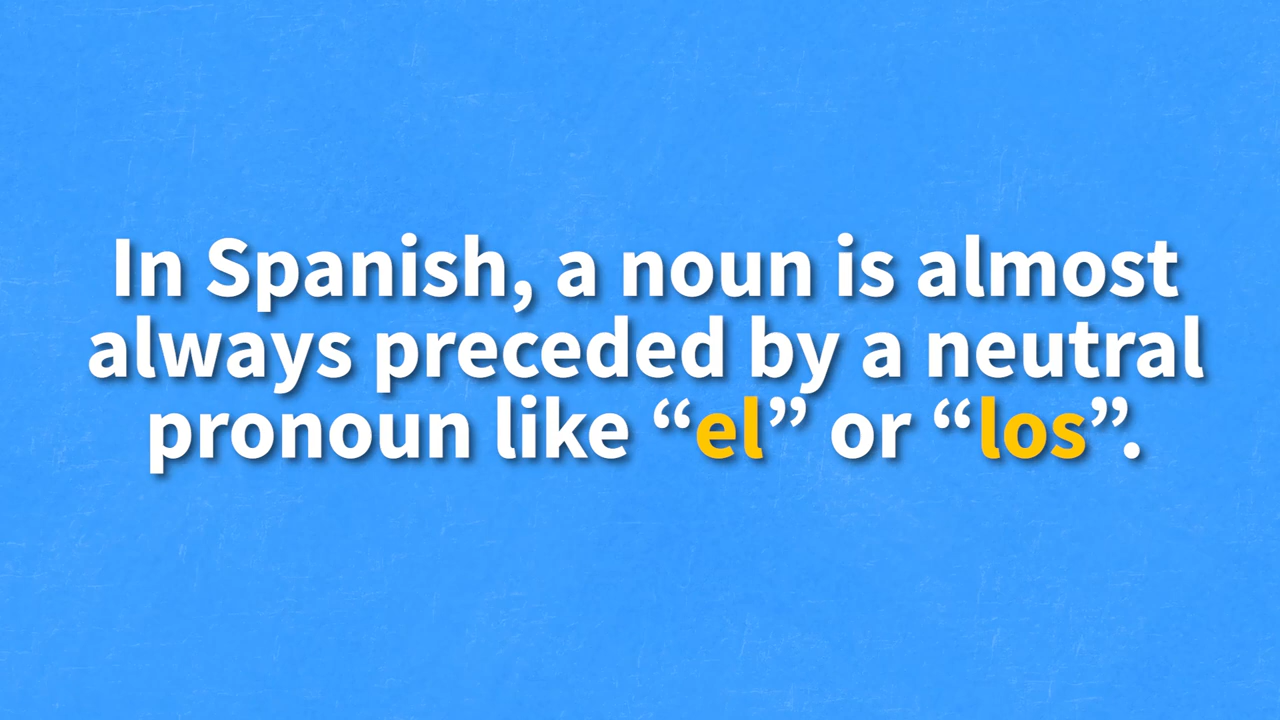 In Spanish, a noun is almost
always preceded by a neutral
pronoun like “el” or “los”.